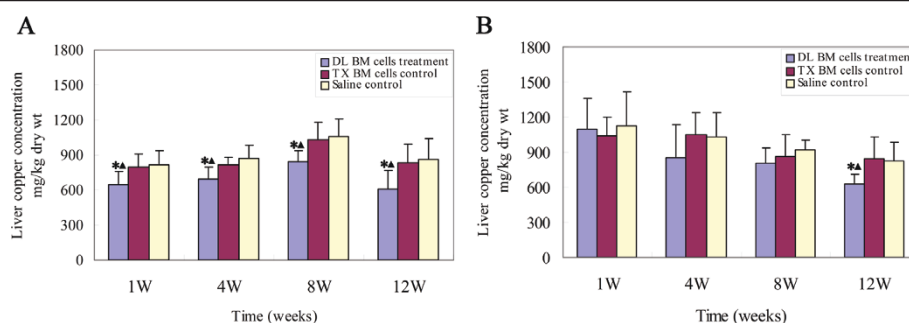 A
DL BM cells treatment
TX BM cells control
Saline control
Liver copper concentration
mg/kg dry wt
1800
1500
1200
900
600
300
0
*▲
*▲
*▲
*▲
1W
4W
8W
12W
Time (weeks)
B
DL BM cells treatment
TX BM cells control
Saline control
Liver copper concentration
mg/kg dry wt
1800
1500
1200
900
600
300
0
*▲
1W
4W
8W
12W
Time (weeks)